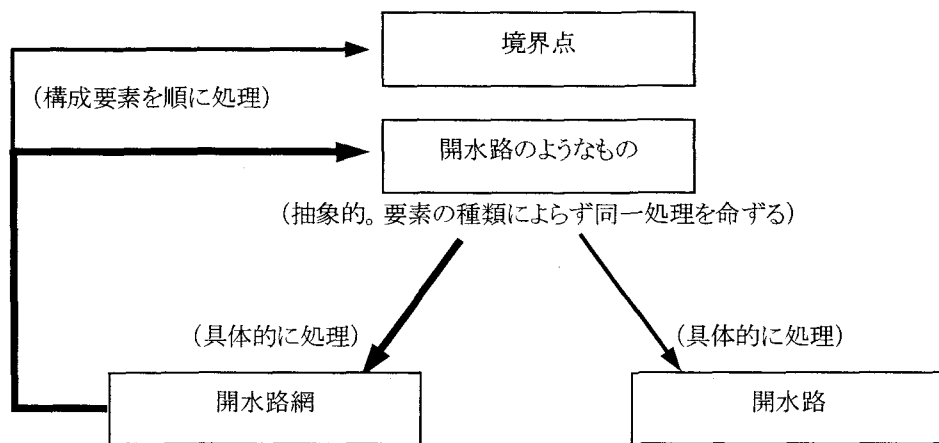 境界点
(構成要素を順に処理)
開水路のようなもの
(抽象的。要素の種類によらず同一処理を命ずる)
(具体的に処理)
(具体的に処理)
開水路網
開水路